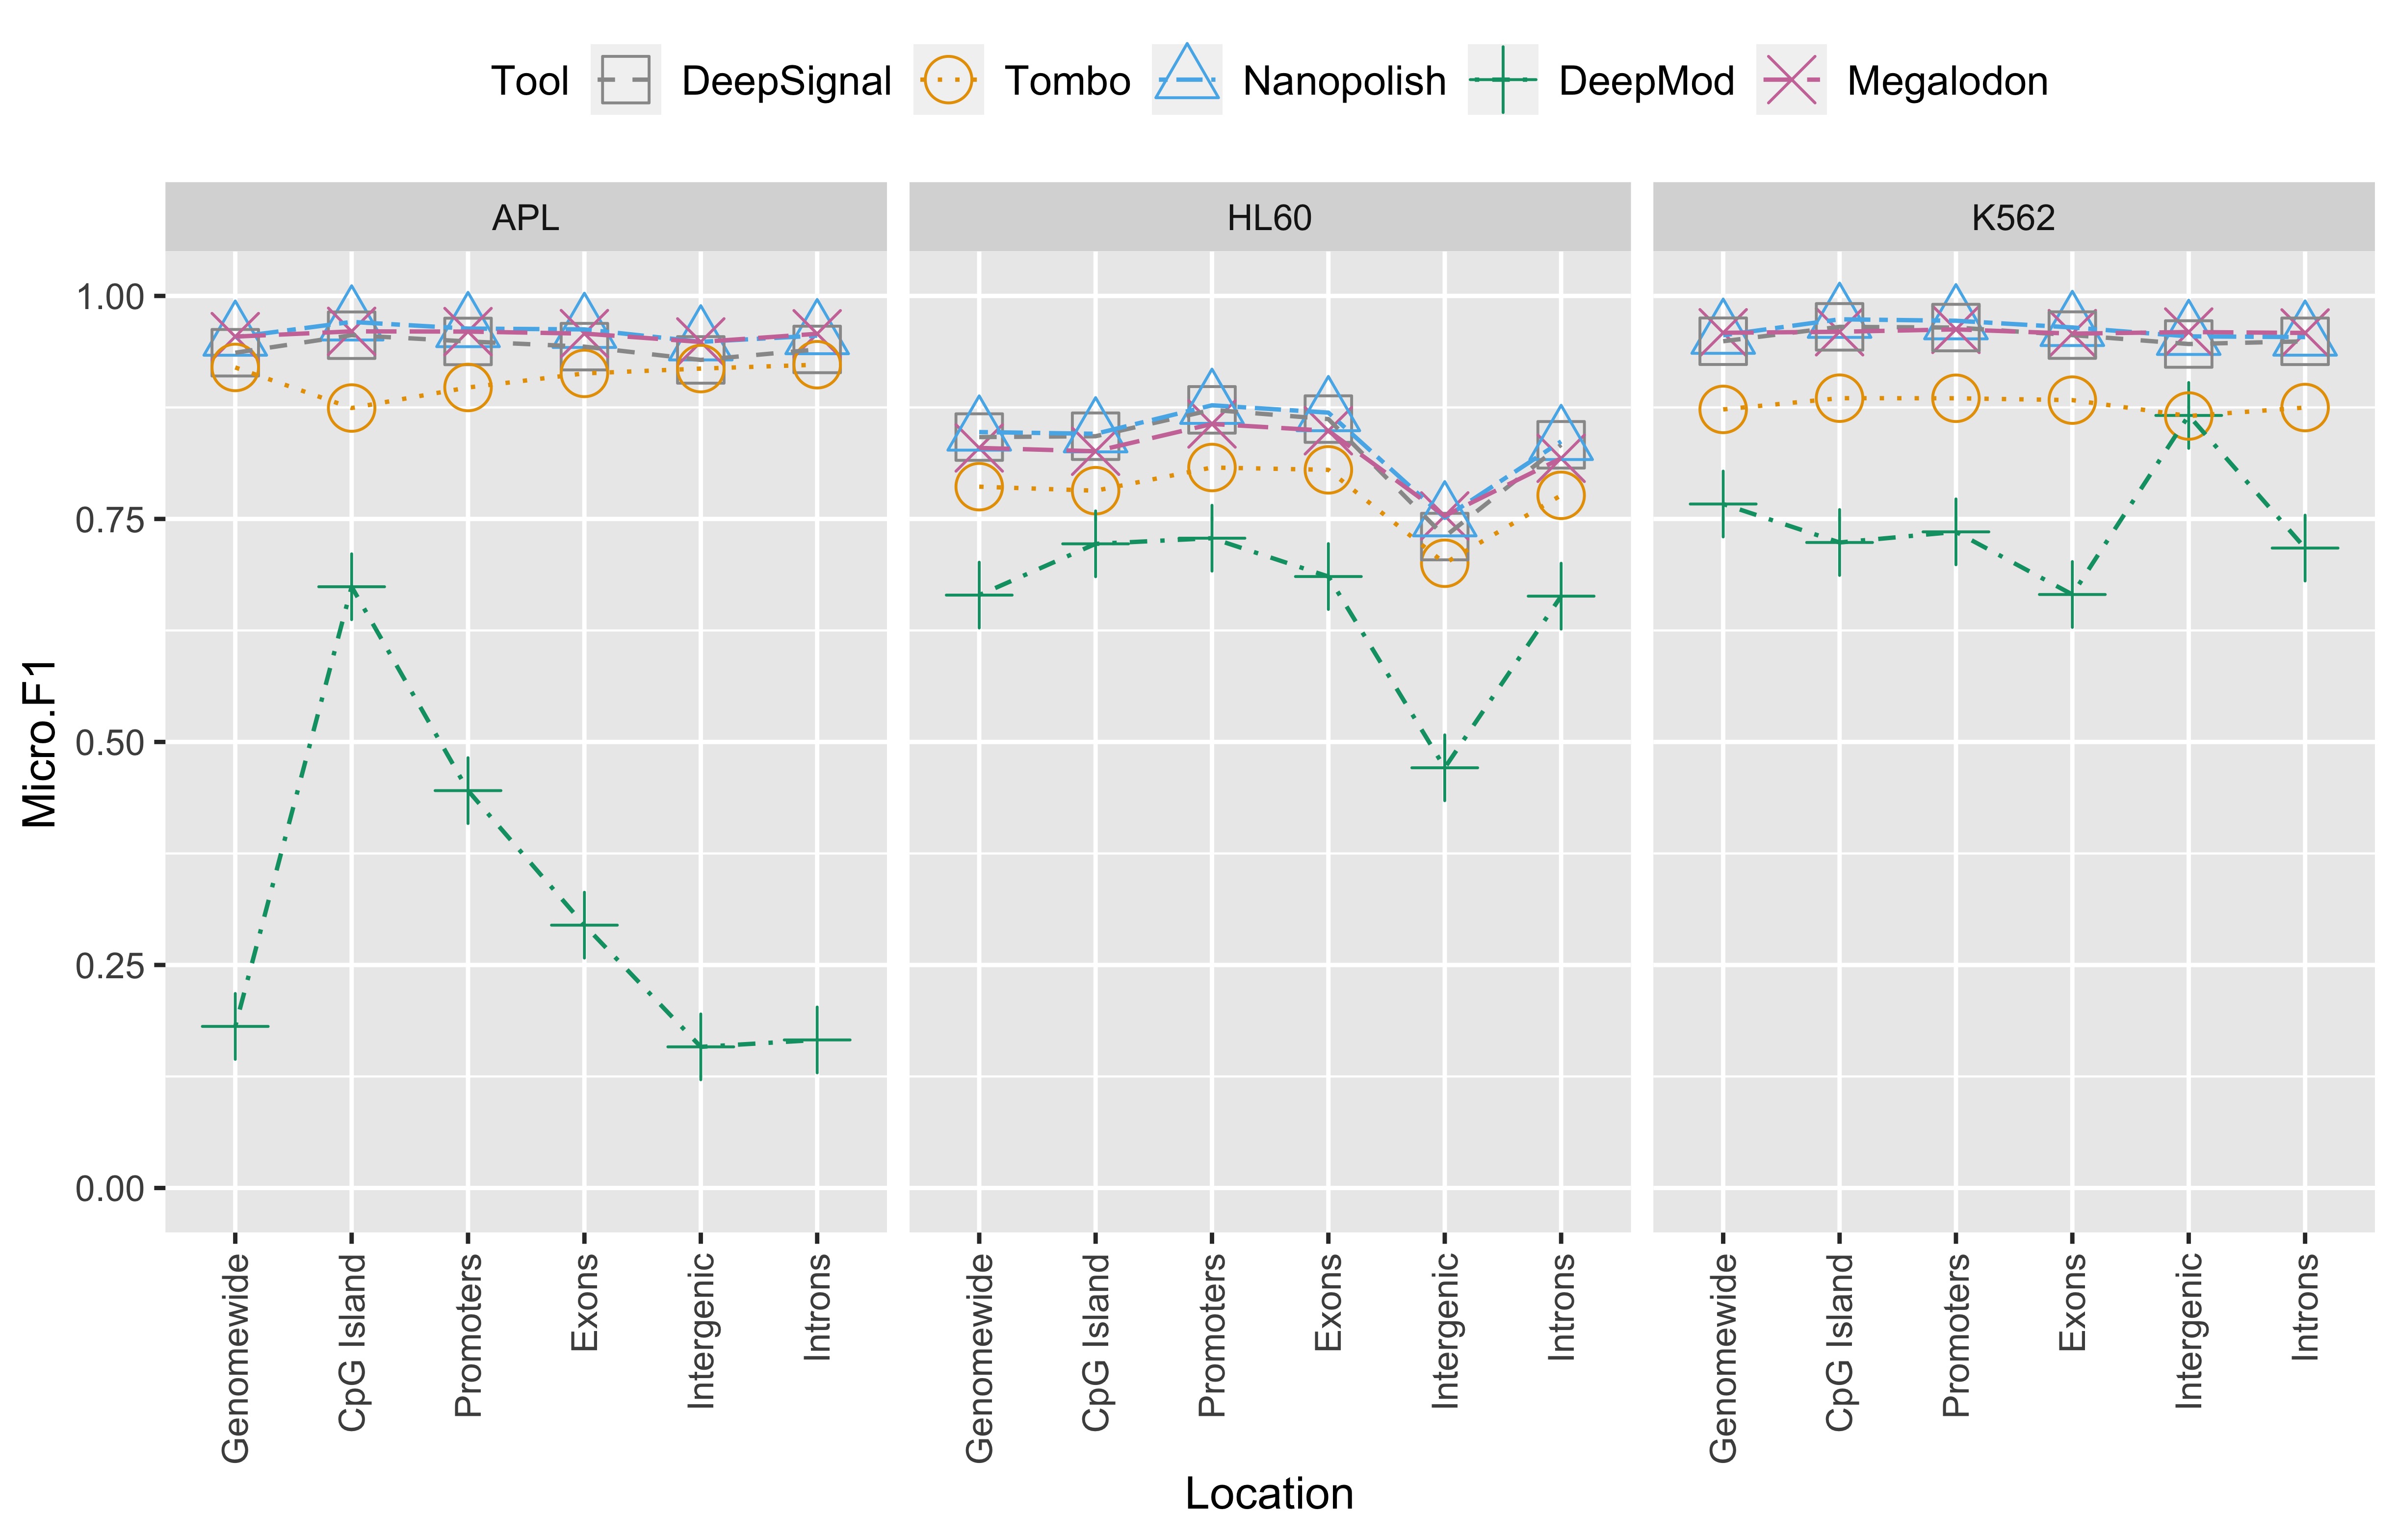 Tool DeepSignal Tombo Nanopolish DeepMod Megalodon
APL HL60 K562
1.00
0.75
0.50
0.25
0.00
Micro.F1
Genomewide CpG Island Promoters Exons Intergenic Introns Genomewide CpG Island Promoters Exons Intergenic Introns Genomewide CpG Island Promoters Exons Intergenic Introns
Location